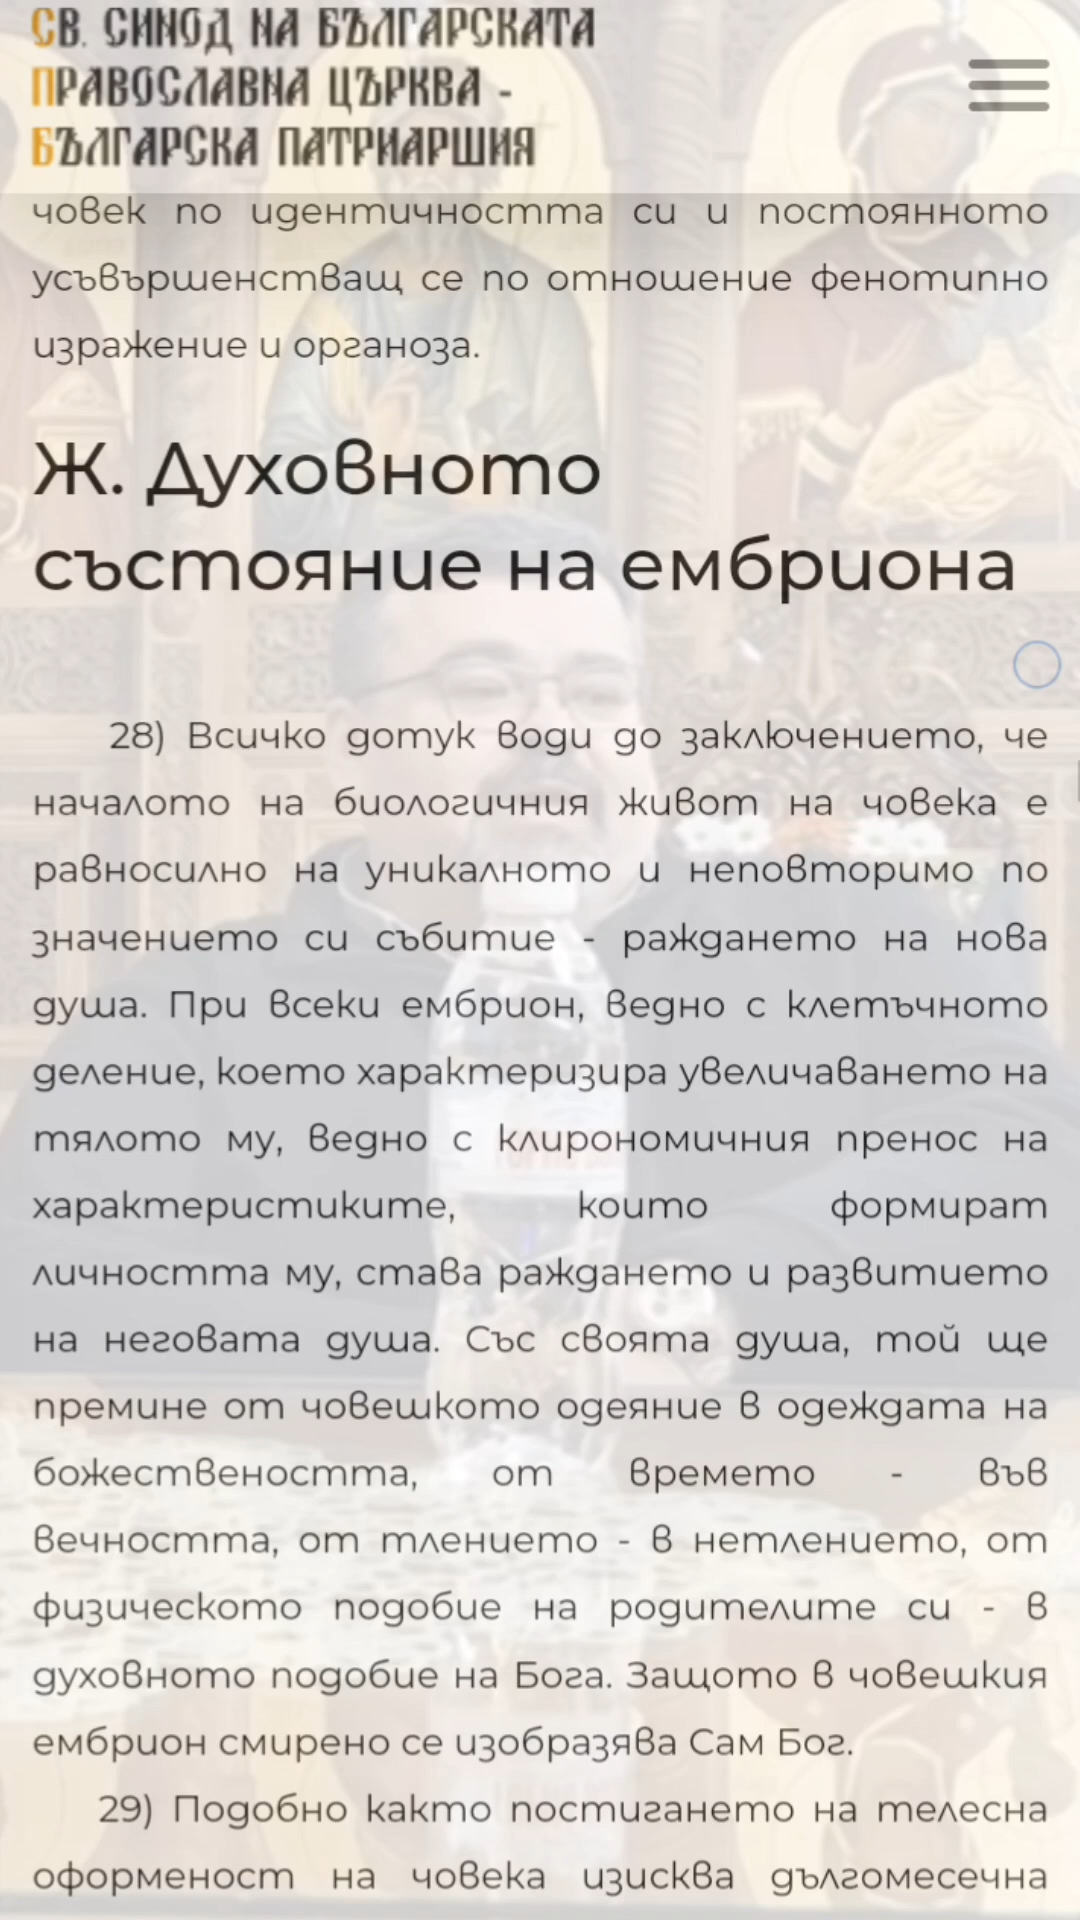 СВ. СИНОД НА БЪЛГАРСКАТА
ПРАВОСЛАВНА ЦЪРКВА -
БЪЛГАРСКА ПАТРИАРШИЯ
човек по идентичността си и постоянното
усъвършенстващ се по отношение фенотипно
изражение и органоза.
Ж. Духовното
състояние на ембриона
28) Всичко дотук води до заключението, че
началото на биологичния живот на човека е
равносилно на уникалното и неповторимо по
значението си събитие - раждането на нова
душа. При всеки ембрион, ведно с клетъчното
деление, което характеризира увеличаването на
тялото му, ведно с клирономичния пренос на
характеристиките, които формират
личността му, става раждането и развитието
на неговата душа. Със своята душа, той ще
премине от човешкото одеяние в одеждата на
божествеността, от времето - във
вечността, от тлението - в нетлението, от
физическото подобие на родителите си - в
духовното подобие на Бога. Защото в човешкия
ембрион смирено се изобразява Сам Бог.
29) Подобно както постигането на телесна
оформеност на човека изисква дългомесечна